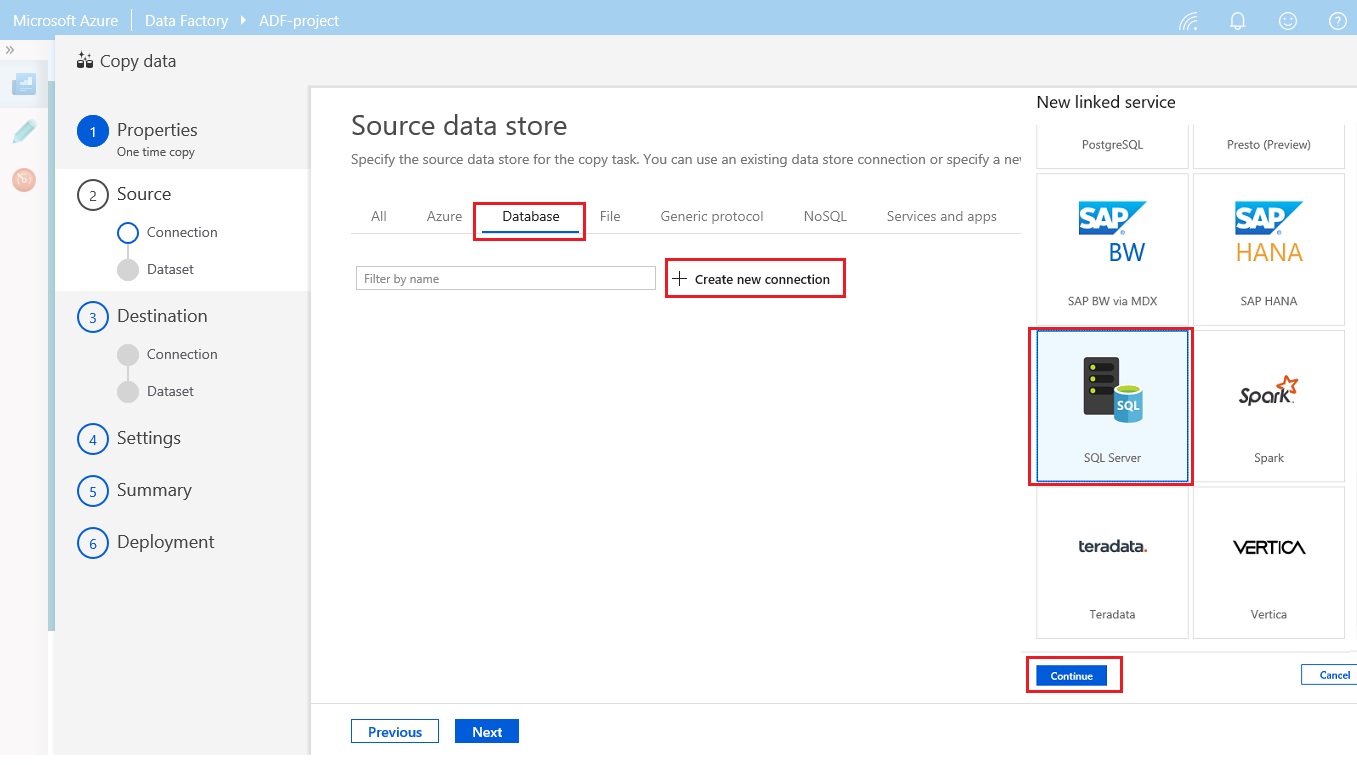 Microsoft Azure
Data Factory
ADF-project
»
Copy data
1
Properties
One time copy
2
Source
Connection
Dataset
3
Destination
Connection
Dataset
4
Settings
5
Summary
6
Deployment
Source data store
Specify the source data store for the copy task. You can use an existing data store connection or specify a
All
Azure
Database
File
Generic protocol
NoSQL
Services and apps
Filter by name
Create new connection
Previous
Next
New linked service
PostgreSQL
Presto (Preview)
SAP
BW
SAP BW via MDX
SAP
HANA
SAP HANA
SQL
SQL Server
Spark
Spark
teradata.
Teradata
VERTICA
Vertica
Continue
Cancel